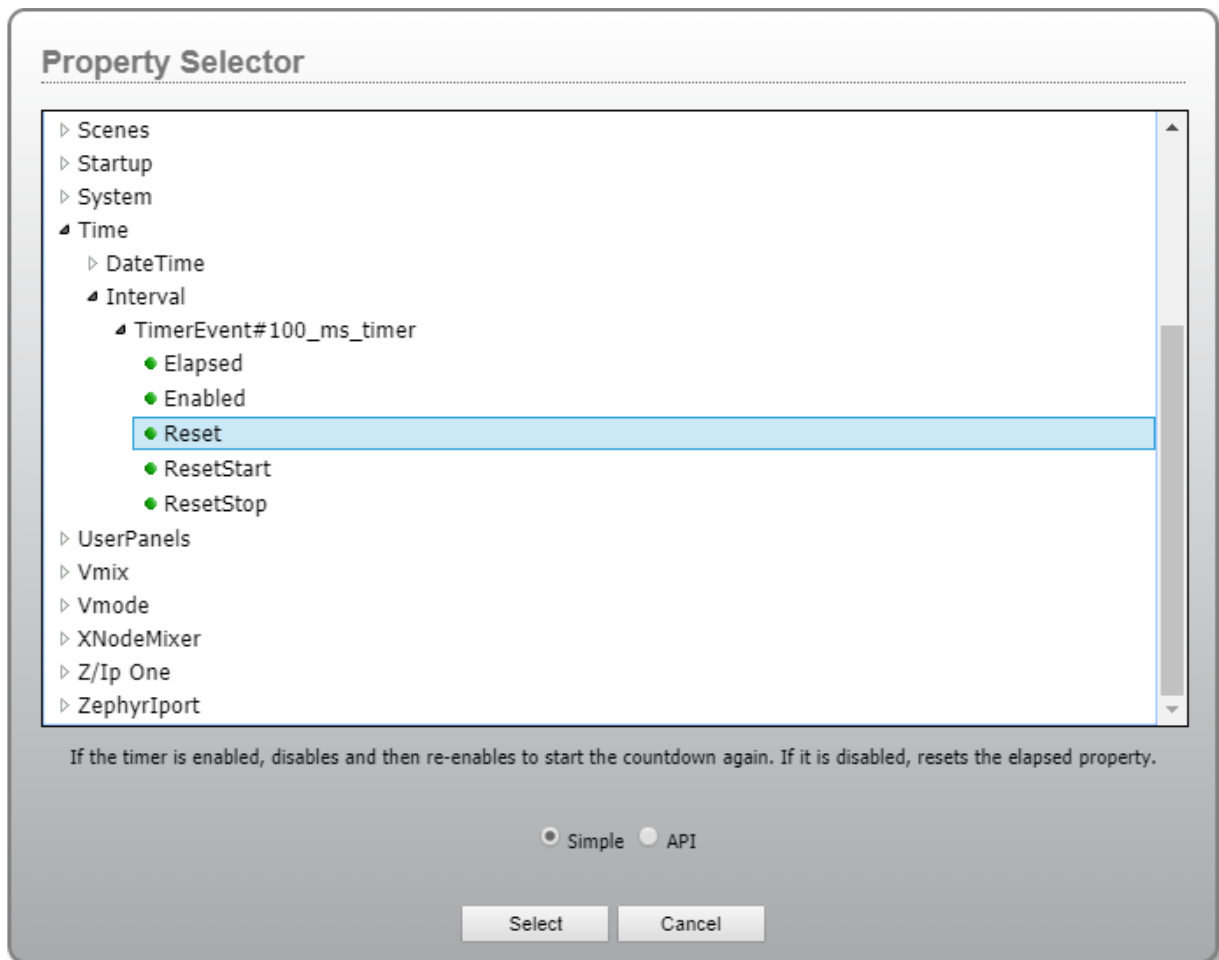 Property Selector
Scenes
Startup
System
Time
DateTime
Interval
TimerEvent#100_ms_timer
Elapsed
Enabled
Reset
ResetStart
ResetStop
UserPanels
Vmix
Vmode
XNodeMixer
Z/Ip One
ZephyrIport
If the timer is enabled, disables and then re-enables to start the countdown again. If it is disabled, resets the elapsed property.
Simple API
Select Cancel